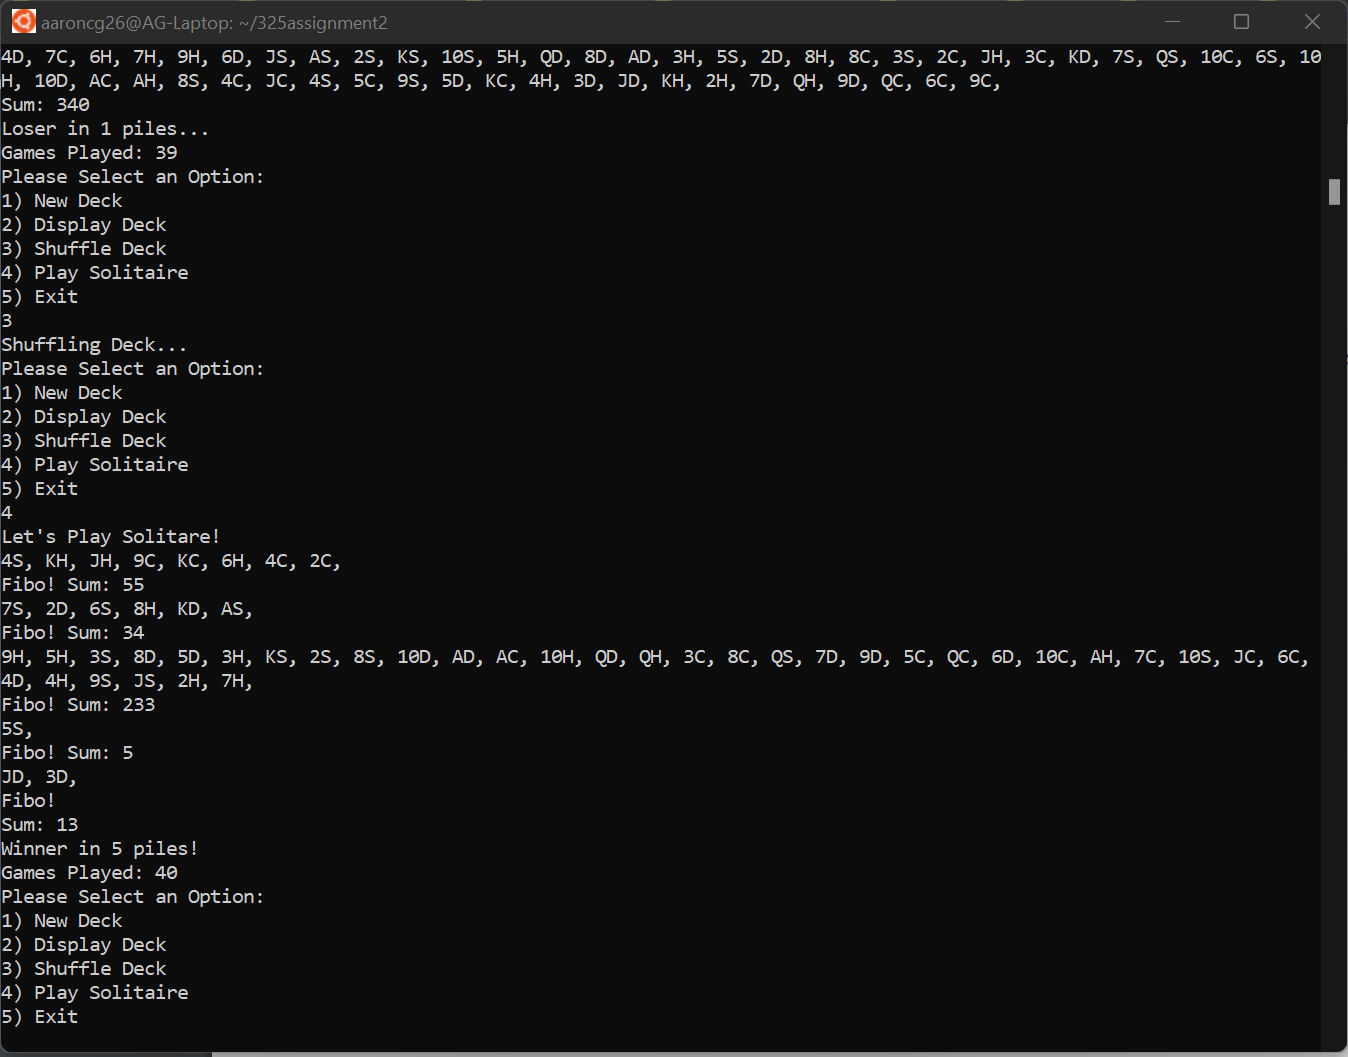 aaroncg26@AG-Laptop: ~/325assignment2
4D, 7C, 6H, 7H, 9H, 6D, JS, AS, 2S, KS, 10S, 5H, QD, 8D, AD, 3H, 5S, 2D, 8H, 8C, 3S, 2C, JH, 3C, KD, 7S, QS, 10C, 6S, 10
H, 10D, AC, AH, 8S, 4C, JC, 4S, 5C, 9S, 5D, KC, 4H, 3D, JD, KH, 2H, 7D, QH, 9D, QC, 6C, 9C,
Sum: 340
Loser in 1 piles...
Games Played: 39
Please Select an Option:
1) New Deck
2) Display Deck
3) Shuffle Deck
4) Play Solitaire
5) Exit
3
Shuffling Deck...
Please Select an Option:
1) New Deck
2) Display Deck
3) Shuffle Deck
4) Play Solitaire
5) Exit
4
Let's Play Solitare!
4S, KH, JH, 9C, KC, 6H, 4C, 2C,
Fibo! Sum: 55
7S, 2D, 6S, 8H, KD, AS,
Fibo! Sum: 34
9H, 5H, 3S, 8D, 5D, 3H, KS, 2S, 8S, 10D, AD, AC, 10H, QD, QH, 3C, 8C, QS, 7D, 9D, 5C, QC, 6D, 10C, AH, 7C, 10S, JC, 6C,
4D, 4H, 9S, JS, 2H, 7H,
Fibo! Sum: 233
5S,
Fibo! Sum: 5
JD, 3D,
Fibo!
Sum: 13
Winner in 5 piles!
Games Played: 40
Please Select an Option:
1) New Deck
2) Display Deck
3) Shuffle Deck
4) Play Solitaire
5) Exit